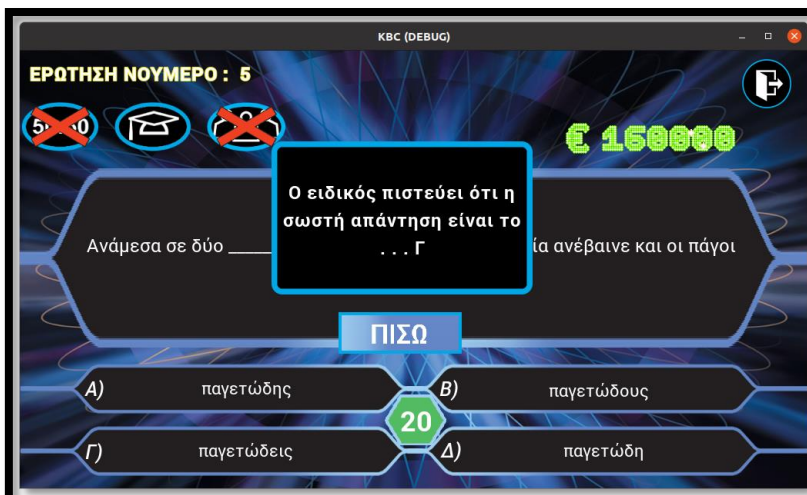 KBC (DEBUG)
ΕΡΩΤΗΣΗ ΝΟΥΜΕΡΟ : 5
€ 160000
Ο ειδικός πιστεύει ότι η
σωστή απάντηση είναι το
. . . Γ
Ανάμεσα σε δύο ____ ία ανέβαινε και οι πάγοι
ΠΙΣΩ
Α) παγετώδης
Β) παγετώδους
20
Γ) παγετώδεις
Δ) παγετώδη